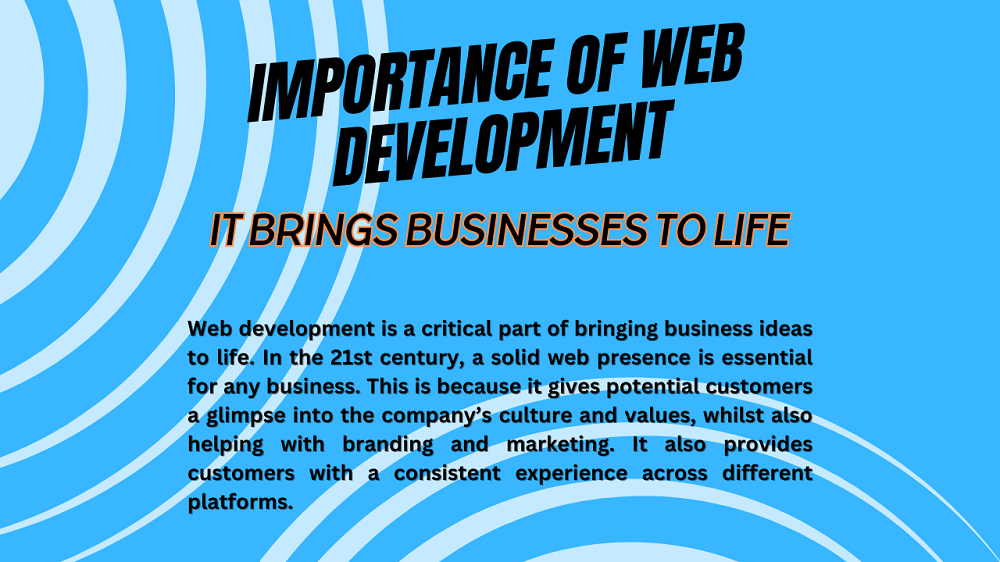 IMPORTANCE OF WEB
DEVELOPMENT
IT BRINGS BUSINESSES TO LIFE
Web development is a critical part of bringing business ideas
to life. In the 21st century, a solid web presence is essential
for any business. This is because it gives potential customers
a glimpse into the company’s culture and values, whilst also
helping with branding and marketing. It also provides
customers with a consistent experience across different
platforms.